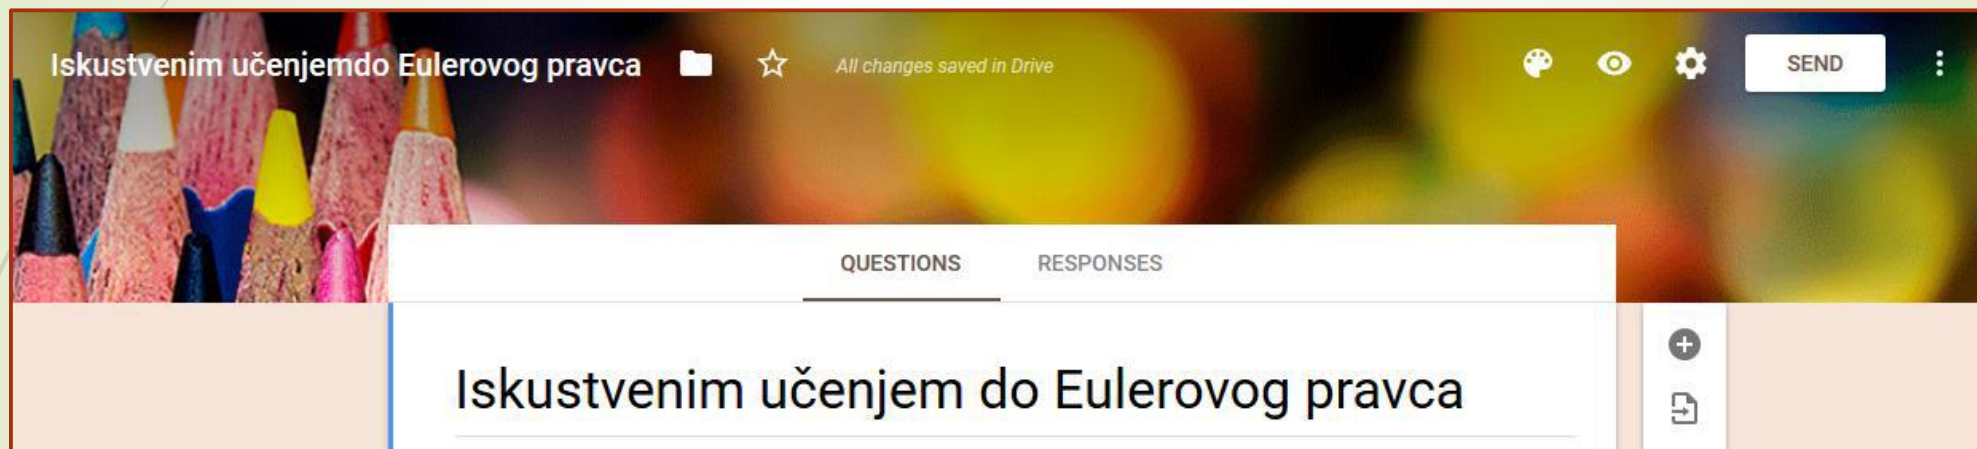 Iskustvenim učenjemdo Eulerovog pravca
All changes saved in Drive
SEND
QUESTIONS
RESPONSES
Iskustvenim učenjem do Eulerovog pravca